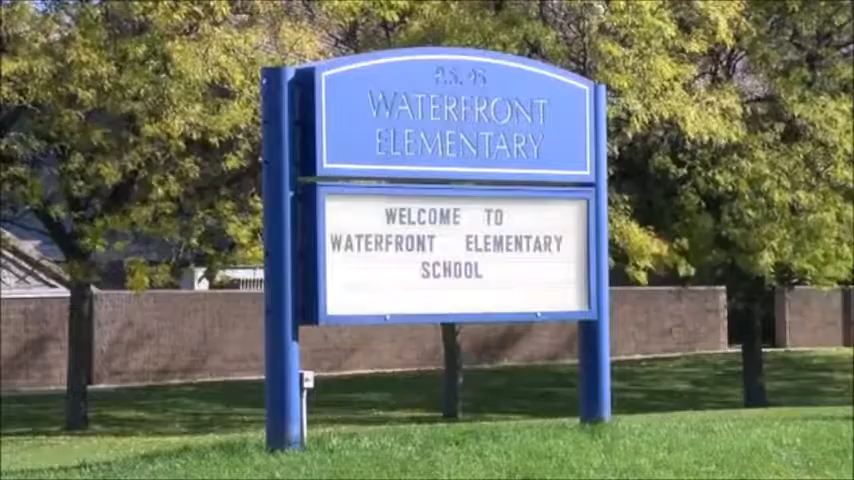 WATERFRONT
ELEMENTARY
WELCOME TO
WATERFRONT ELEMENTARY
SCHOOL